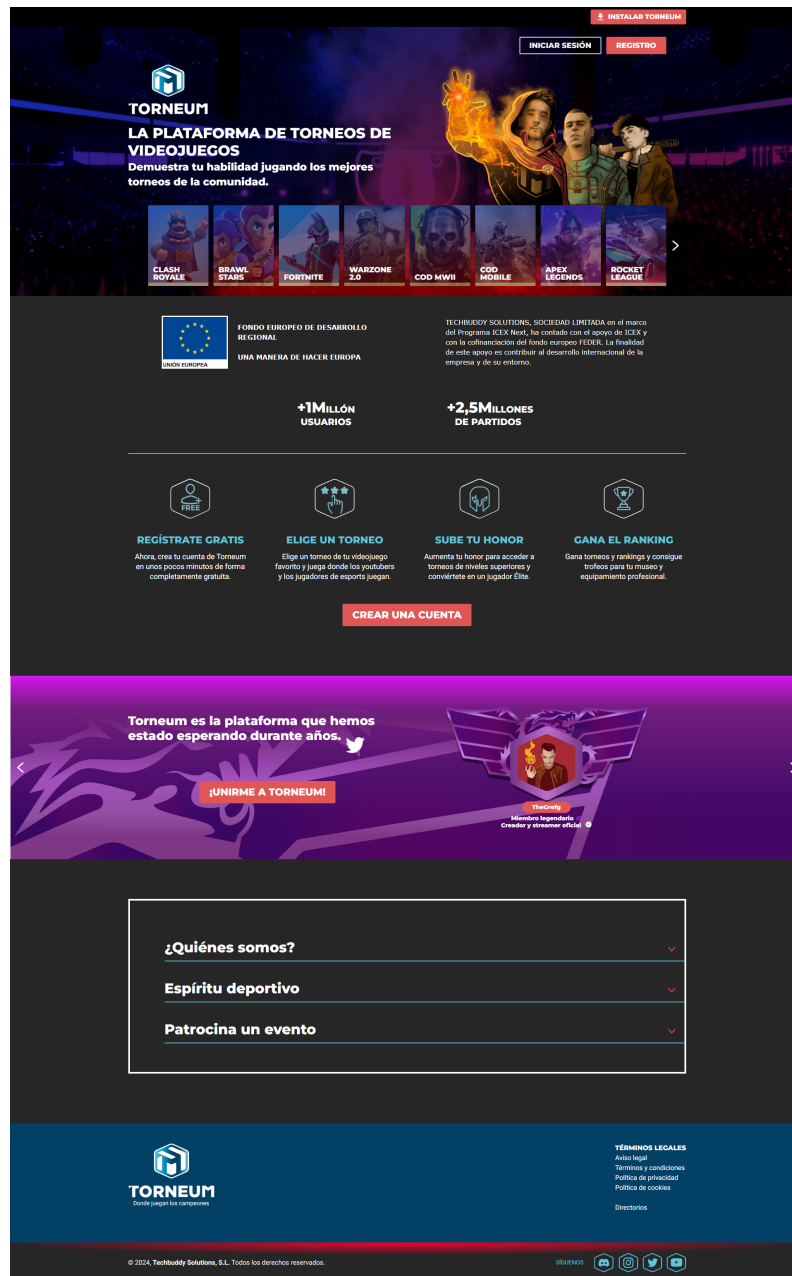 INSTALAR TORNEUM
INICIAR SESIÓN
REGISTRO
TORNEUM
LA PLATAFORMA DE TORNEOS DE
VIDEOJUEGOS
Demuestra tu habilidad jugando los mejores
torneos de la comunidad.
CLASH
ROYALE
BRAWL
STARS
FORTNITE
WARZONE
2.0
COD MWII
COD
MOBILE
APEX
LEGENDS
ROCKET
LEAGUE
UNIÓN EUROPEA
FONDO EUROPEO DE DESARROLLO
REGIONAL
UNA MANERA DE HACER EUROPA
TECHBUDDY SOLUTIONS, SOCIEDAD LIMITADA en el marco
del Programa ICEX Next, ha contado con el apoyo de ICEX y
con la cofinanciación del fondo europeo FEDER. La finalidad
de este apoyo es contribuir al desarrollo internacional de la
empresa y de su entorno.
+1MILLÓN
USUARIOS
+2,5MILLONES
DE PARTIDOS
FREE
REGÍSTRATE GRATIS
Ahora, crea tu cuenta de Torneum
en unos pocos minutos de forma
completamente gratuita.
ELIGE UN TORNEO
Elige un torneo de tu videojuego
favorito y juega donde los youtubers
y los jugadores de esports juegan.
SUBE TU HONOR
Aumenta tu honor para acceder a
torneos de niveles superiores y
conviértete en un jugador Élite.
GANA EL RANKING
Gana torneos y rankings y consigue
trofeos para tu museo y
equipamiento profesional.
CREAR UNA CUENTA
Torneum es la plataforma que hemos
estado esperando durante años.
¡UNIRME A TORNEUM!
TheGrefg
Miembro legendario
Creador y streamer oficial
¿Quiénes somos?
Espíritu deportivo
Patrocina un evento
TORNEUM
Donde juegan los campeones
TÉRMINOS LEGALES
Aviso legal
Términos y condiciones
Política de privacidad
Política de cookies
Directorios
© 2024, Techbuddy Solutions, S.L. Todos los derechos reservados.
SÍGUENOS